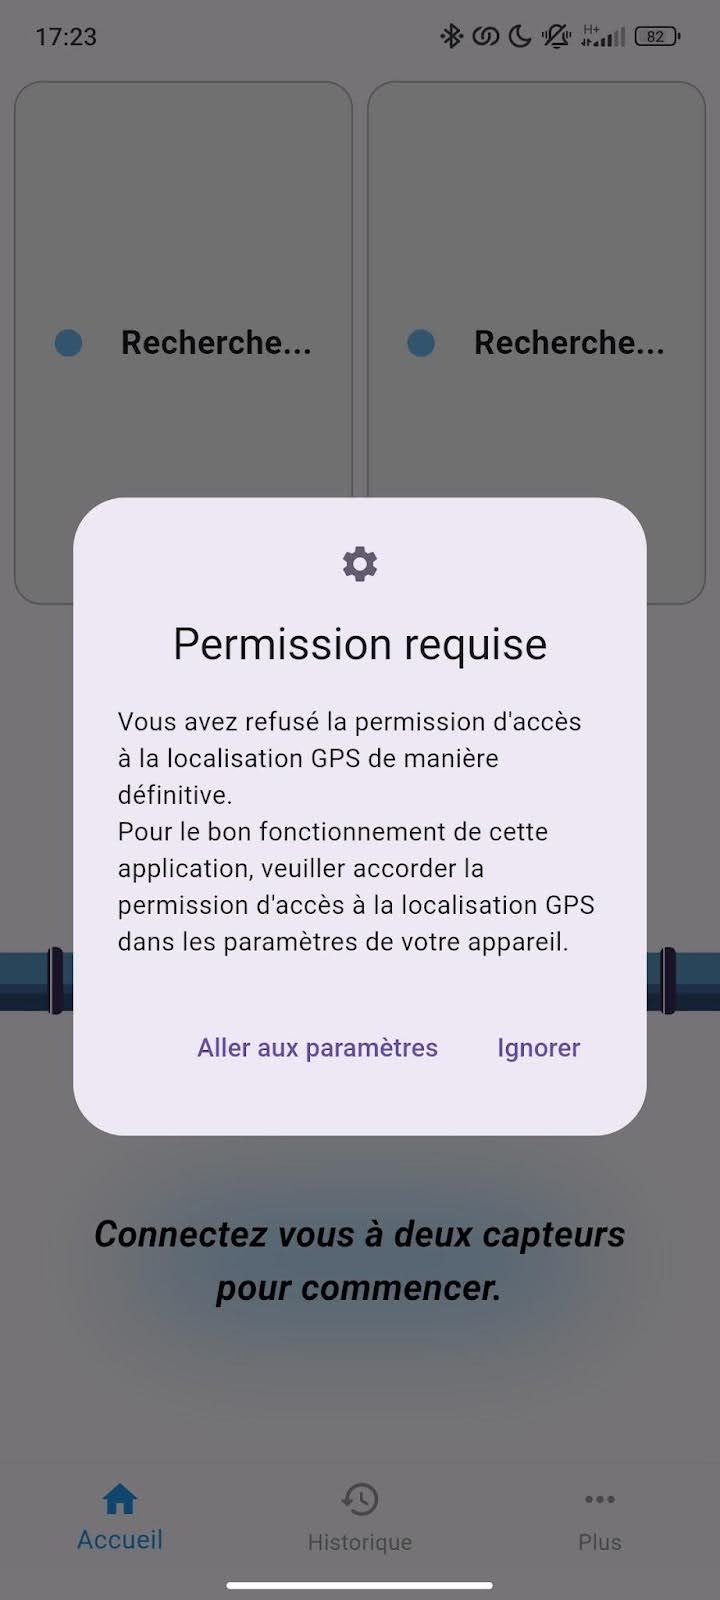 17:23
H+
82
Recherche...
Recherche...
Permission requise
Vous avez refusé la permission d'accès
à la localisation GPS de manière
définitive.
Pour le bon fonctionnement de cette
application, veuiller accorder la
permission d'accès à la localisation GPS
dans les paramètres de votre appareil.
Aller aux paramètres
Ignorer
Connectez vous à deux capteurs
pour commencer.
Accueil
Historique
Plus